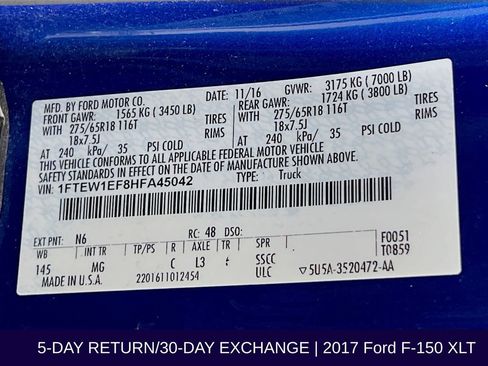 MFD. BY FORD MOTOR CO.
DATE: 11/16
GVWR: 3175 KG ( 7000 LB)
FRONT GAWR: 1565 KG ( 3450 LB)
REAR GAWR: 1724 KG ( 3800 LB)
WITH 275/65R18 116T TIRES
WITH 275/65R18 116T TIRES
18x7.5J RIMS
18x7.5J RIMS
AT 240 kPa/ 35 PSI COLD
AT 240 kPa/ 35 PSI COLD
THIS VEHICLE CONFORMS TO ALL APPLICABLE FEDERAL MOTOR VEHICLE
SAFETY STANDARDS IN EFFECT ON THE DATE OF MANUFACTURE SHOWN ABOVE.
VIN: 1FTEW1EF8HFA45042
TYPE: Truck
EXT PNT: N6 RC: 48 DSO:
WB INT TR R AXLE TR SPR
F0051
T0859
145 MG C L3 SSCC
MADE IN U.S.A. 2201611012454 ULC
▽5U5A-3520472-AA
5-DAY RETURN/30-DAY EXCHANGE | 2017 Ford F-150 XLT